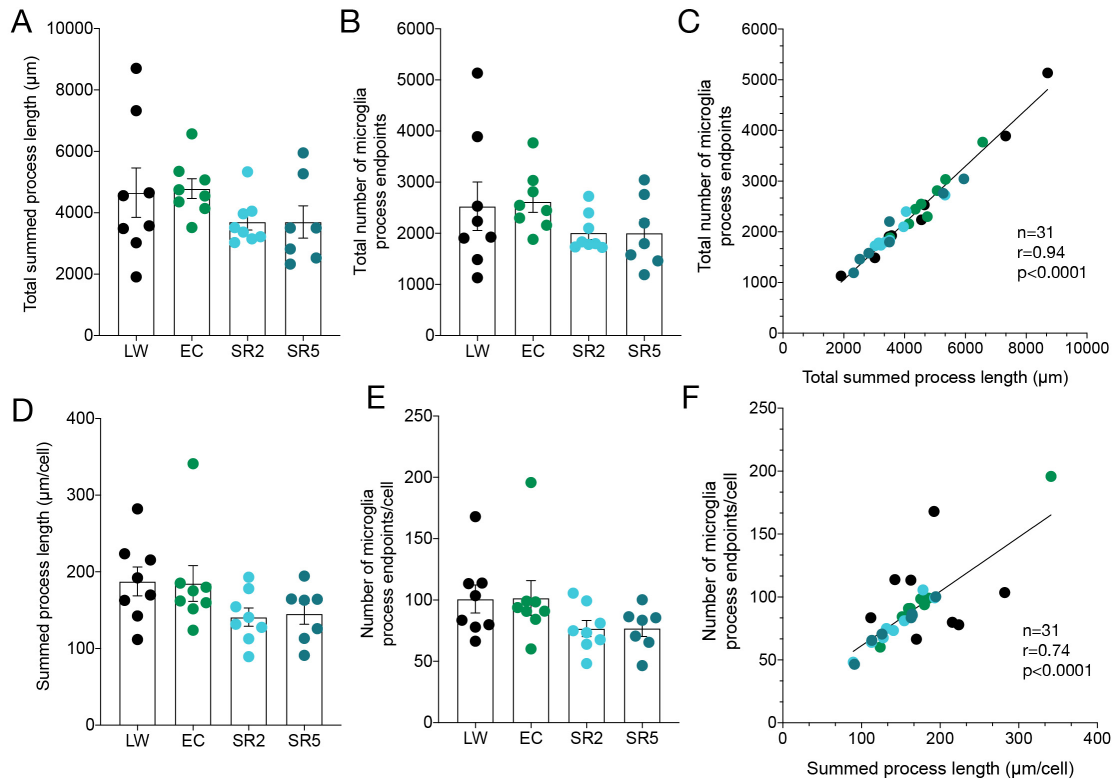 A
Total summed process length (µm)
10000
8000
6000
4000
2000
0
LW EC SR2 SR5
B
Total number of microglia
process endpoints
6000
5000
4000
3000
2000
1000
0
LW EC SR2 SR5
C
Total number of microglia
process endpoints
6000
5000
4000
3000
2000
1000
0
n=31
r=0.94
p<0.0001
0 2000 4000 6000 8000 10000
Total summed process length (µm)
D
Summed process length (µm/cell)
400
300
200
100
0
LW EC SR2 SR5
E
Number of microglia
process endpoints/cell
250
200
150
100
50
0
LW EC SR2 SR5
F
Number of microglia
process endpoints/cell
250
200
150
100
50
0
n=31
r=0.74
p<0.0001
100 200 300 400
Summed process length (µm/cell)